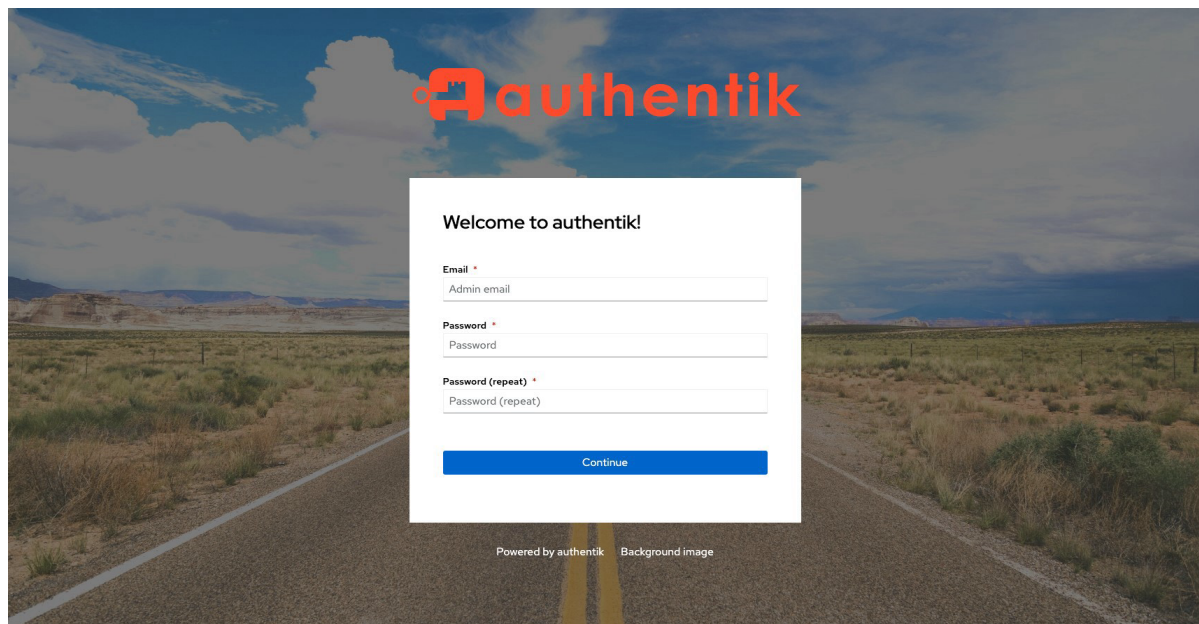 authentik
Welcome to authentik!
Email *
Admin email
Password *
Password
Password (repeat) *
Password (repeat)
Continue
Powered by authentik Background image